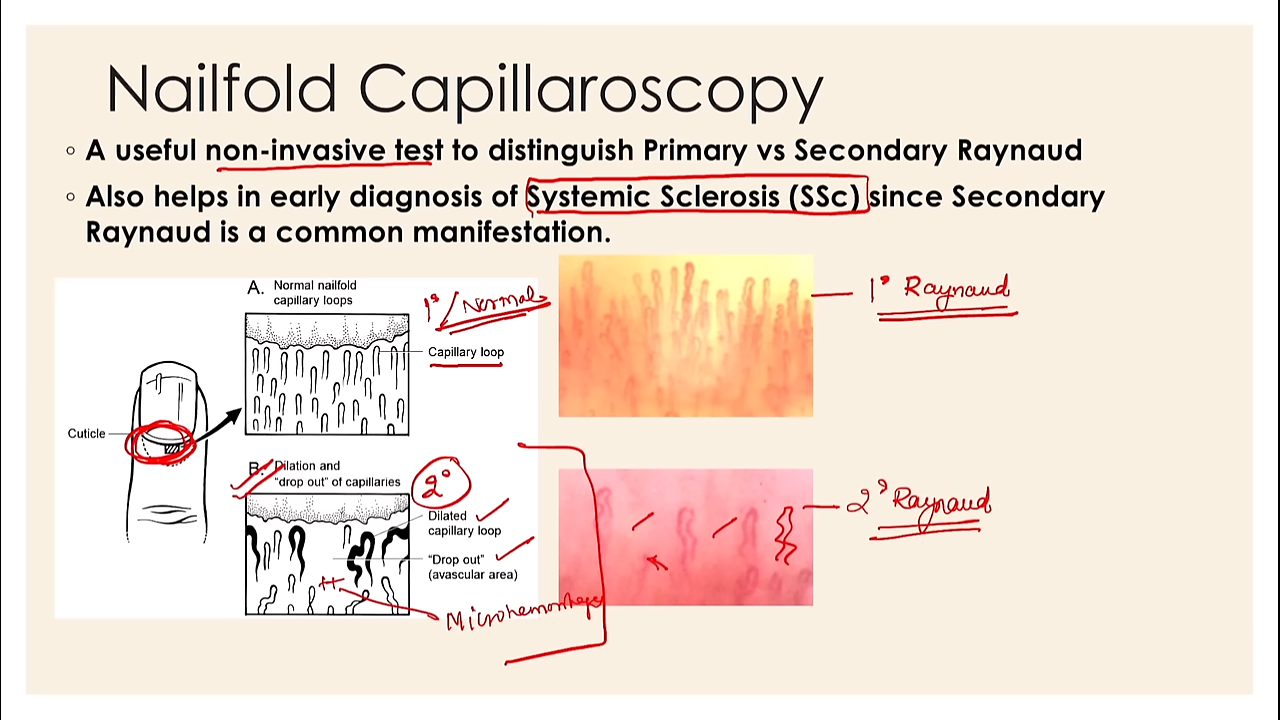 Nailfold Capillaroscopy
◦ A useful non-invasive test to distinguish Primary vs Secondary Raynaud
◦ Also helps in early diagnosis of Systemic Sclerosis (SSc) since Secondary
Raynaud is a common manifestation.
A. Normal nailfold
capillary loops
1° / Normal
Capillary loop
Cuticle
B. Dilation and
"drop out" of capillaries
2°
Dilated
capillary loop
"Drop out"
(avascular area)
Microhemorrhage
1° Raynaud
2° Raynaud